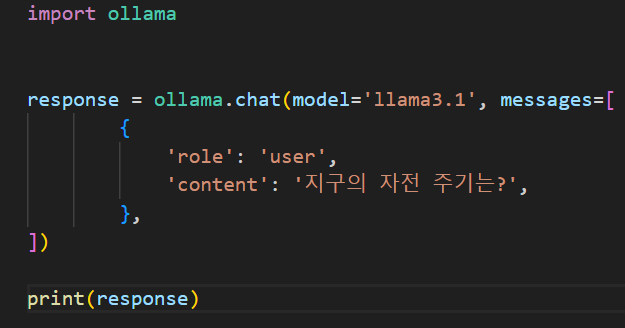 import ollama
response = ollama.chat(model='llama3.1', messages=[
{
'role': 'user',
'content': '지구의 자전 주기는?',
},
])
print(response)